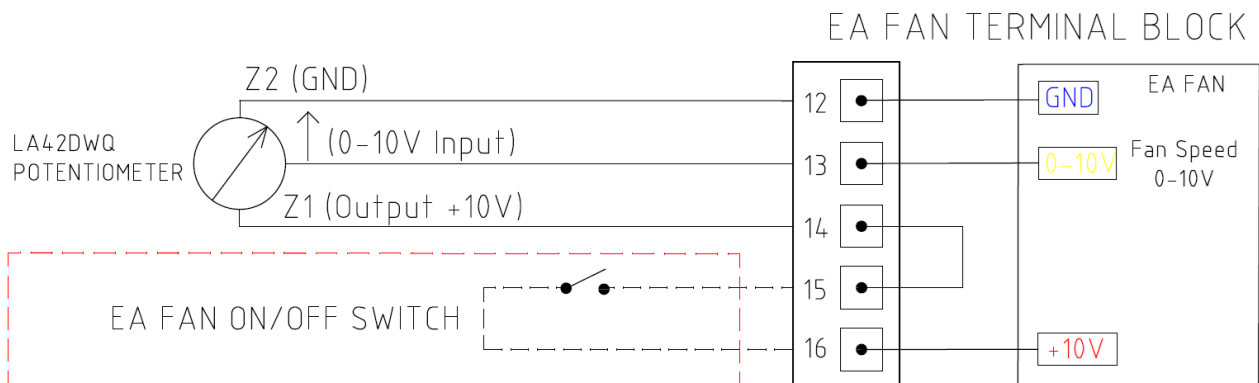 EA FAN TERMINAL BLOCK
Z2 (GND)
12
GND
EA FAN
LA42DWQ
POTENTIOMETER
(0-10V Input)
13
0-10V
Fan Speed
0-10V
Z1 (Output +10V)
14
EA FAN ON/OFF SWITCH
15
16
+10V